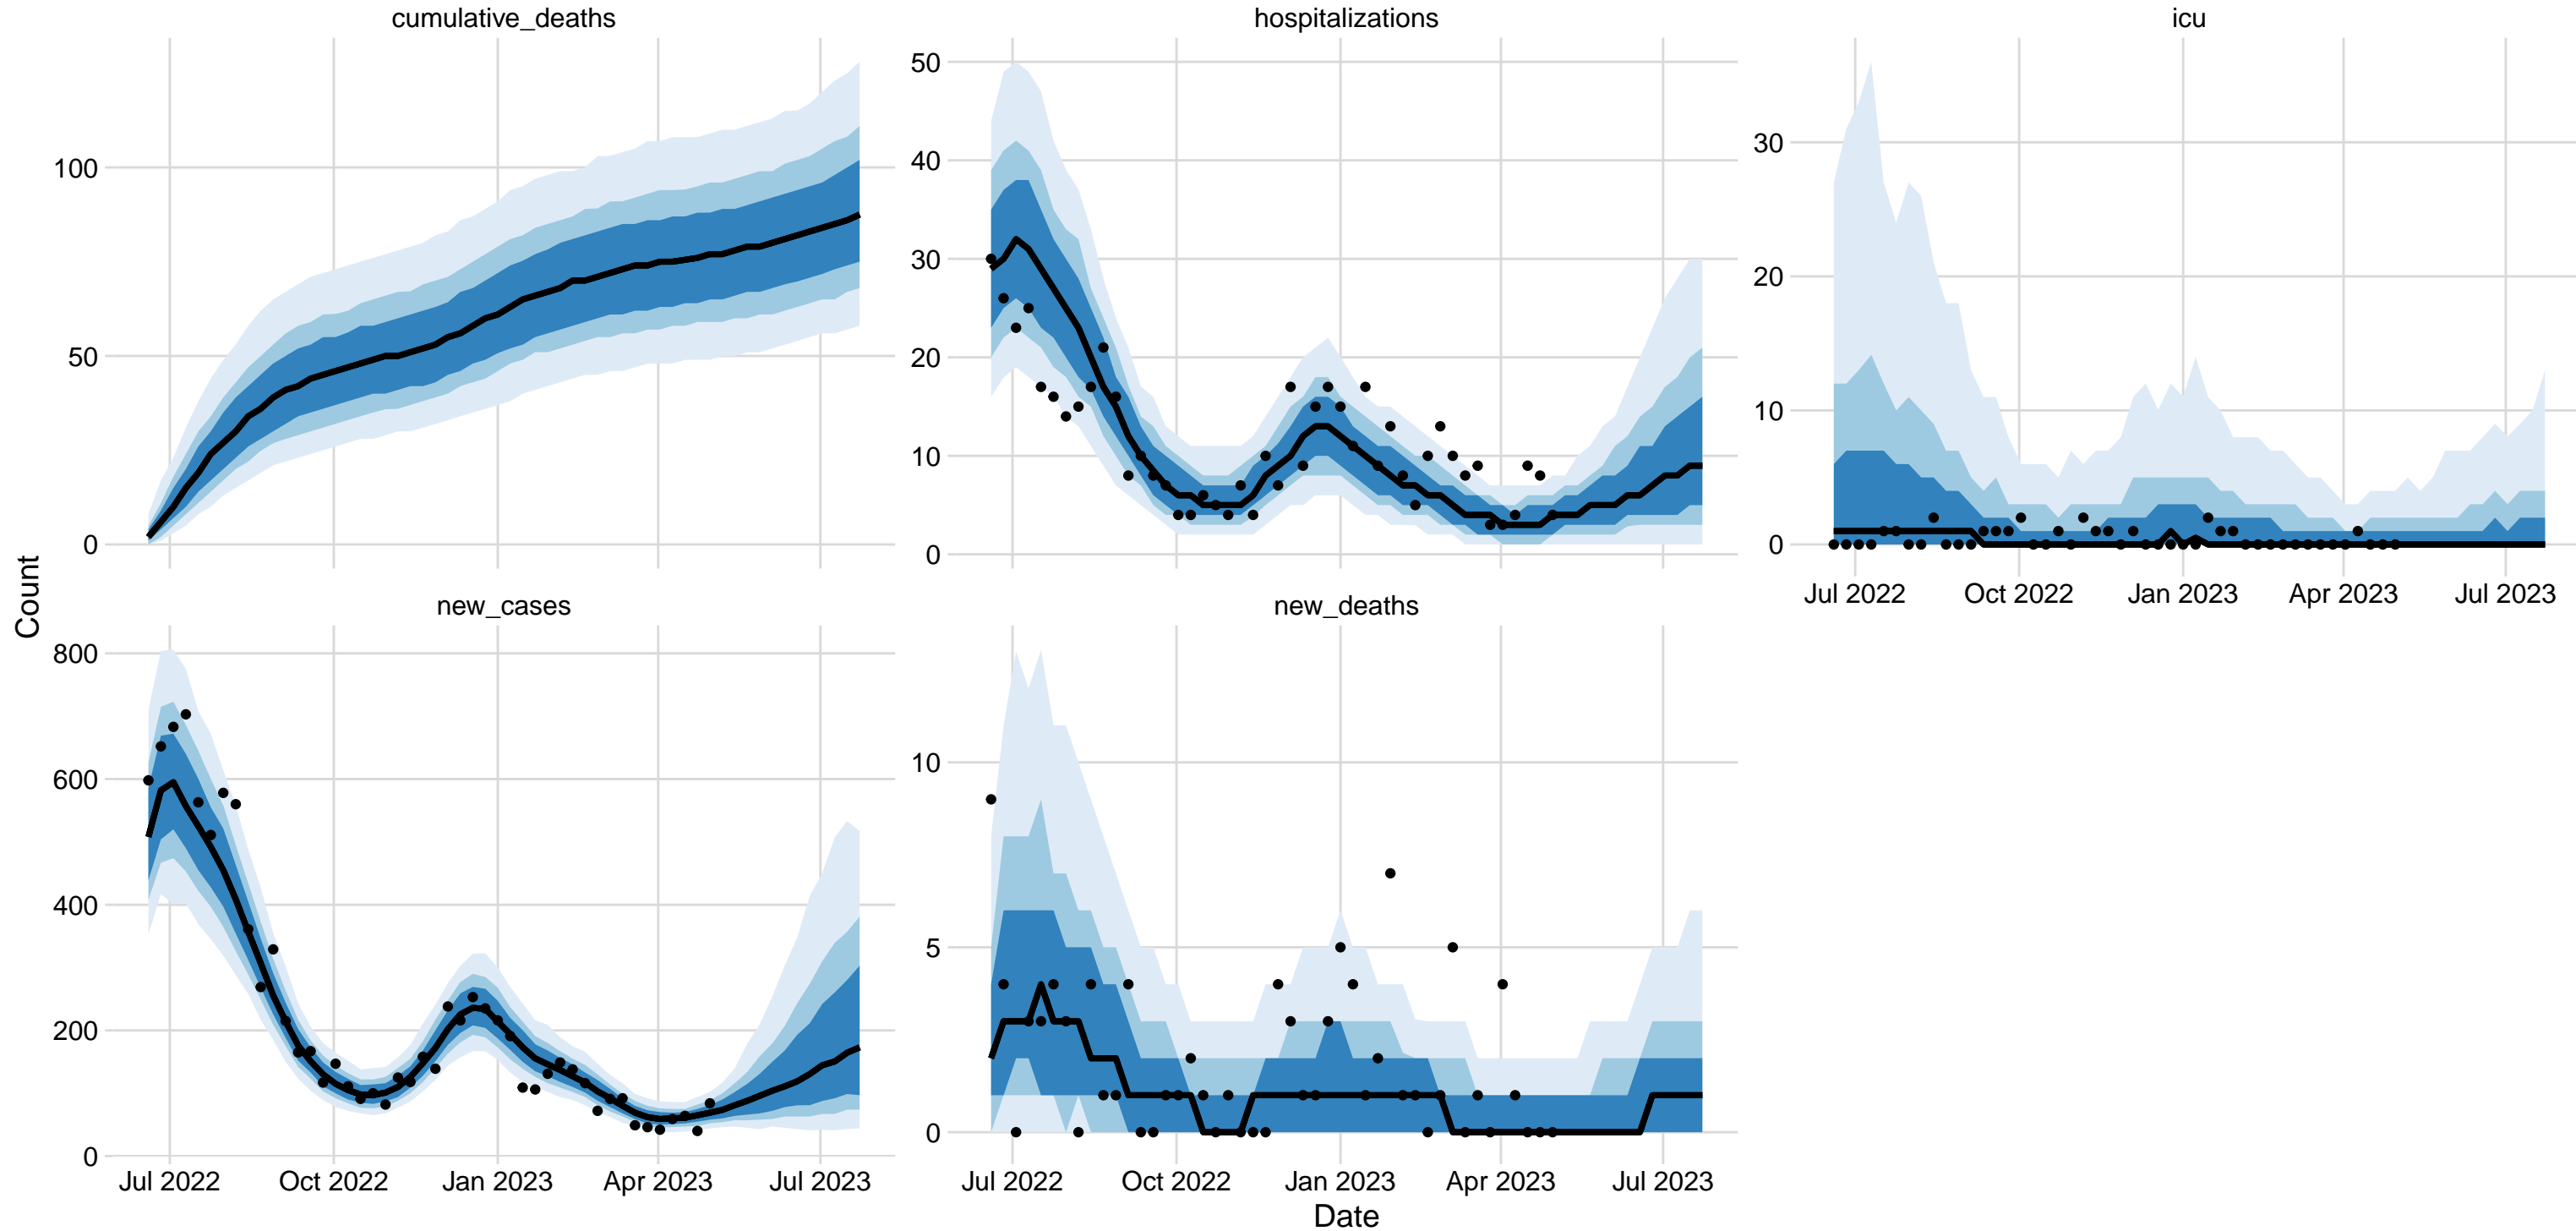 cumulative_deaths
hospitalizations
icu
100
50
0
50
40
30
20
10
0
30
20
10
0
Jul 2022
Oct 2022
Jan 2023
Apr 2023
Jul 2023
Count
new_cases
new_deaths
800
600
400
200
0
10
5
0
Jul 2022
Oct 2022
Jan 2023
Apr 2023
Jul 2023
Jul 2022
Oct 2022
Jan 2023
Apr 2023
Jul 2023
Date